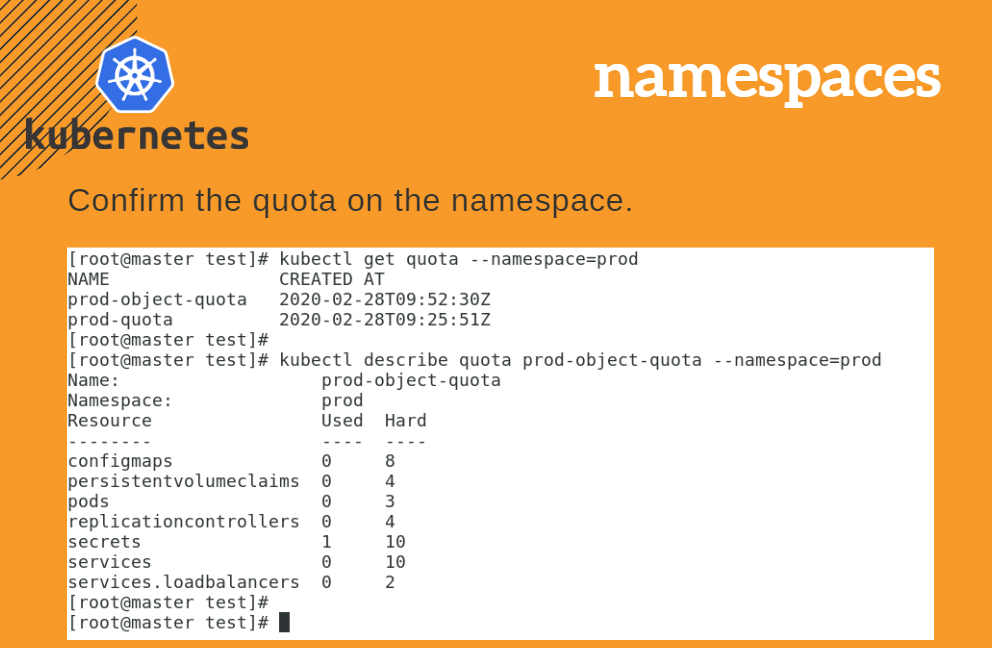 kubernetes
namespaces
Confirm the quota on the namespace.
[root@master test]# kubectl get quota --namespace=prod
NAME                CREATED AT
prod-object-quota   2020-02-28T09:52:30Z
prod-quota          2020-02-28T09:25:51Z
[root@master test]#
[root@master test]# kubectl describe quota prod-object-quota --namespace=prod
Name:                   prod-object-quota
Namespace:              prod
Resource                Used  Hard
--------                ----  ----
configmaps              0     8
persistentvolumeclaims  0     4
pods                    0     3
replicationcontrollers  0     4
secrets                 1     10
services                0     10
services.loadbalancers  0     2
[root@master test]#
[root@master test]#